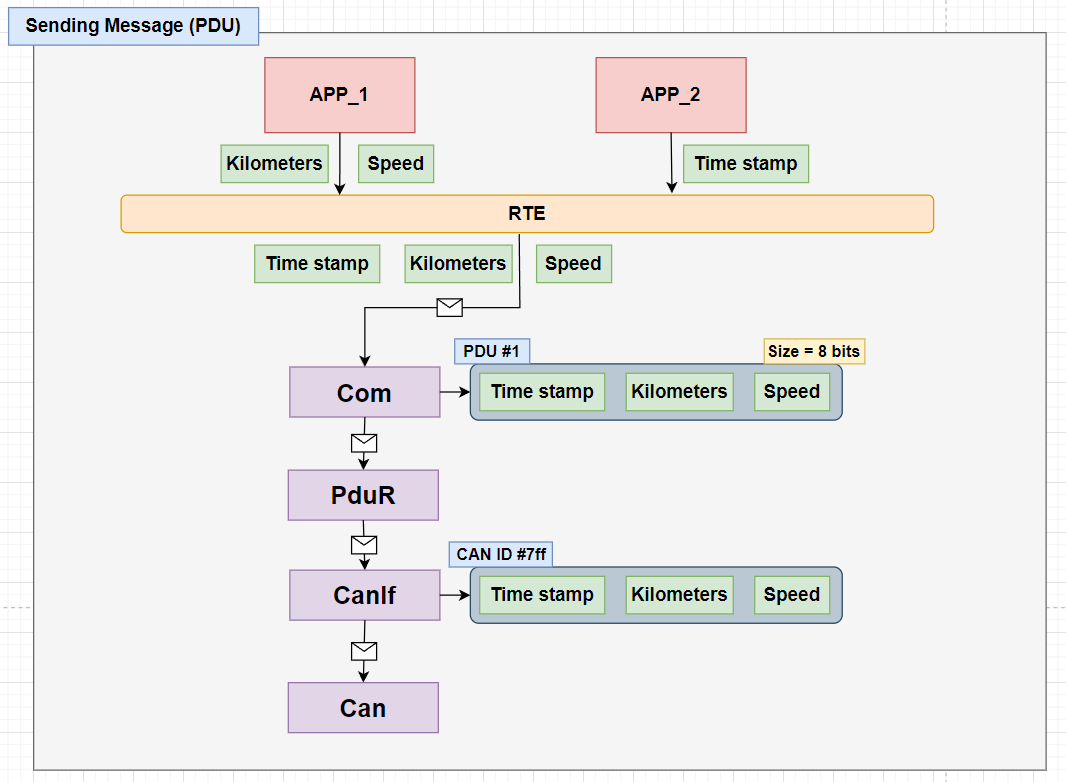 Sending Message (PDU)
APP_1
APP_2
Kilometers
Speed
Time stamp
RTE
Time stamp
Kilometers
Speed
PDU #1
Size = 8 bits
Com
Time stamp
Kilometers
Speed
PduR
CAN ID #7ff
CanIf
Time stamp
Kilometers
Speed
Can